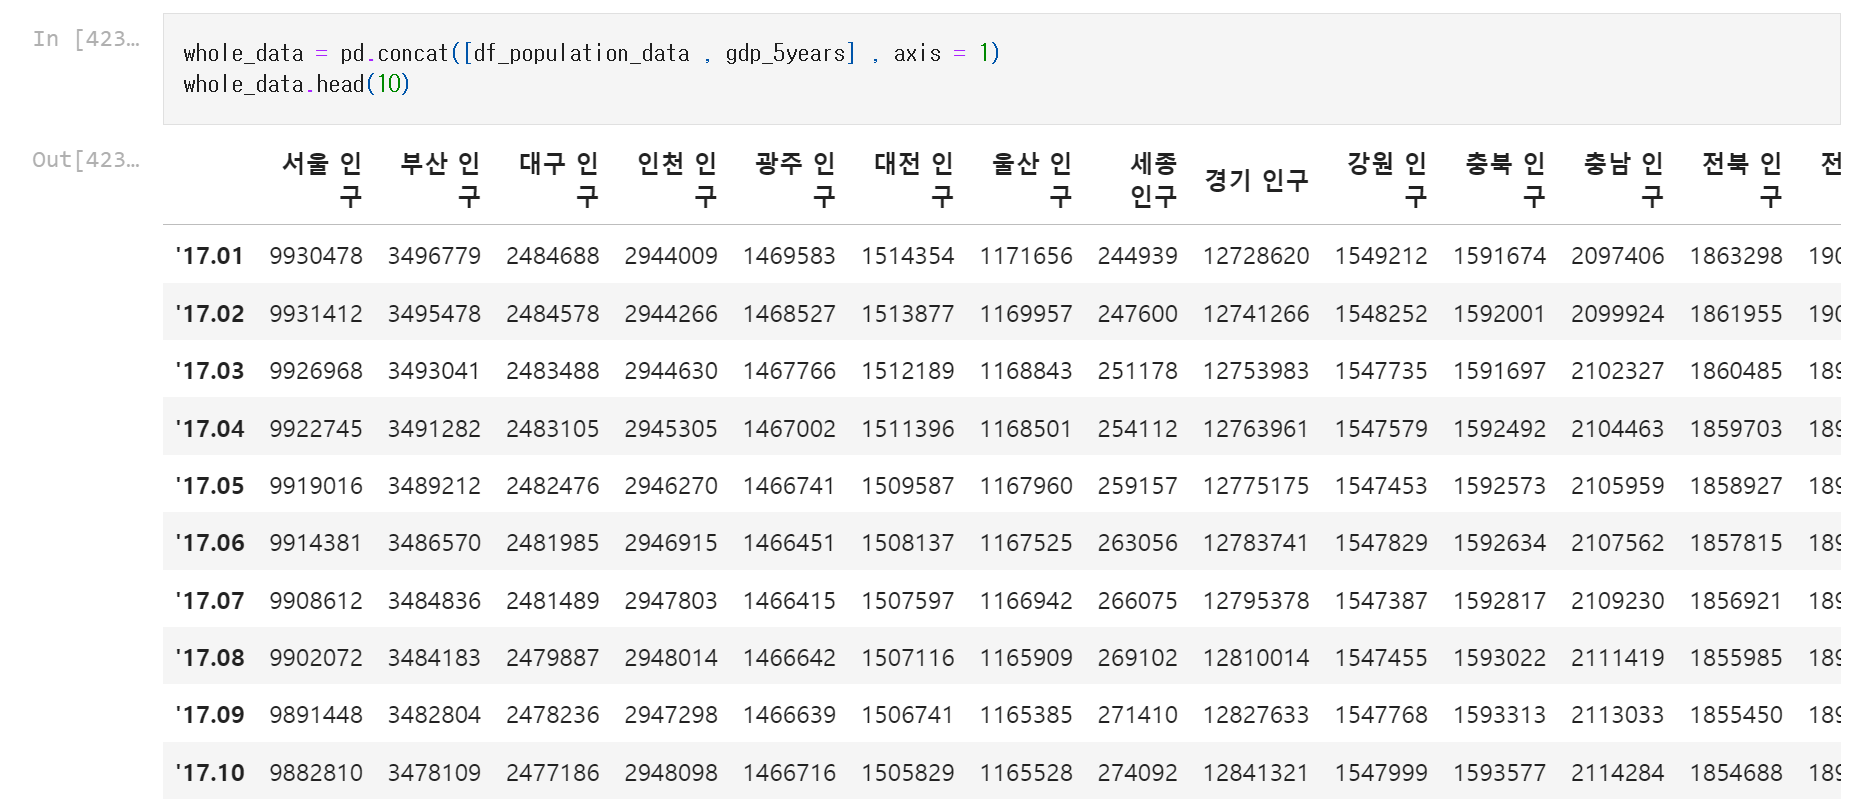 In [423…
whole_data = pd.concat([df_population_data , gdp_5years] , axis = 1)
whole_data.head(10)
Out[423…
서울 인구 부산 인구 대구 인구 인천 인구 광주 인구 대전 인구 울산 인구 세종 인구 경기 인구 강원 인구 충북 인구 충남 인구 전북 인구 전
'17.01 9930478 3496779 2484688 2944009 1469583 1514354 1171656 244939 12728620 1549212 1591674 2097406 1863298 190
'17.02 9931412 3495478 2484578 2944266 1468527 1513877 1169957 247600 12741266 1548252 1592001 2099924 1861955 190
'17.03 9926968 3493041 2483488 2944630 1467766 1512189 1168843 251178 12753983 1547735 1591697 2102327 1860485 189
'17.04 9922745 3491282 2483105 2945305 1467002 1511396 1168501 254112 12763961 1547579 1592492 2104463 1859703 189
'17.05 9919016 3489212 2482476 2946270 1466741 1509587 1167960 259157 12775175 1547453 1592573 2105959 1858927 189
'17.06 9914381 3486570 2481985 2946915 1466451 1508137 1167525 263056 12783741 1547829 1592634 2107562 1857815 189
'17.07 9908612 3484836 2481489 2947803 1466415 1507597 1166942 266075 12795378 1547387 1592817 2109230 1856921 189
'17.08 9902072 3484183 2479887 2948014 1466642 1507116 1165909 269102 12810014 1547455 1593022 2111419 1855985 189
'17.09 9891448 3482804 2478236 2947298 1466639 1506741 1165385 271410 12827633 1547768 1593313 2113033 1855450 189
'17.10 9882810 3478109 2477186 2948098 1466716 1505829 1165528 274092 12841321 1547999 1593577 2114284 1854688 189